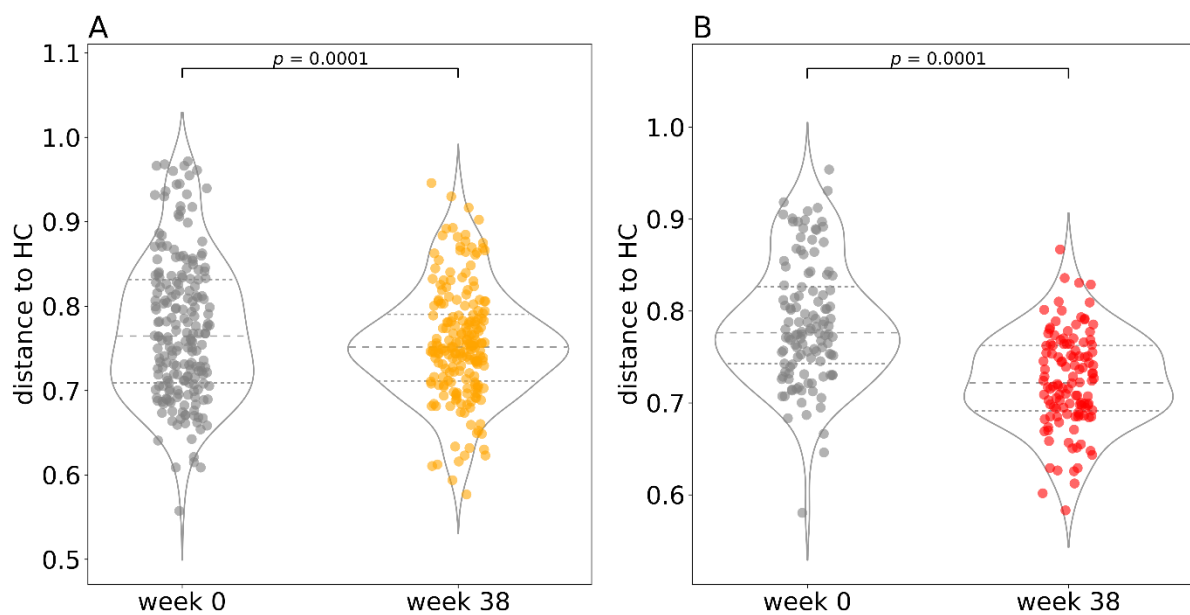 A
p = 0.0001
1.1
1.0
0.9
0.8
0.7
0.6
0.5
distance to HC
week 0
week 38
B
p = 0.0001
1.0
0.9
0.8
0.7
0.6
distance to HC
week 0
week 38